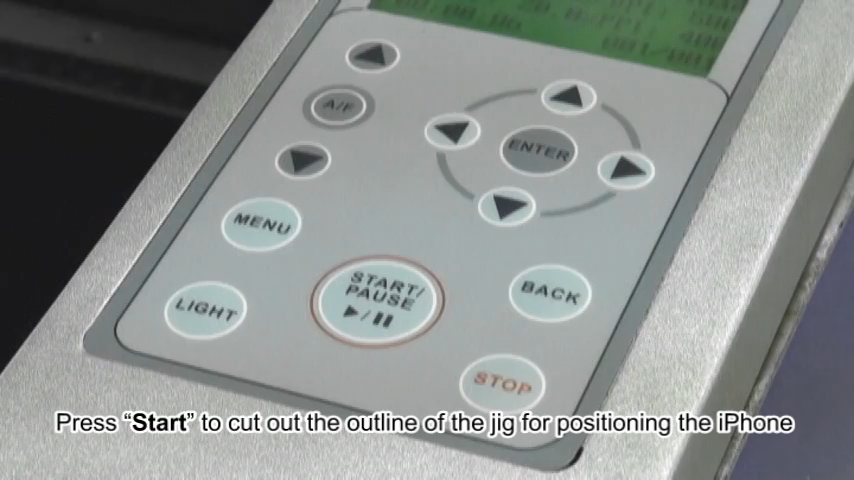 A/F
ENTER
MENU
START/
PAUSE
BACK
LIGHT
STOP
Press “Start” to cut out the outline of the jig for positioning the iPhone